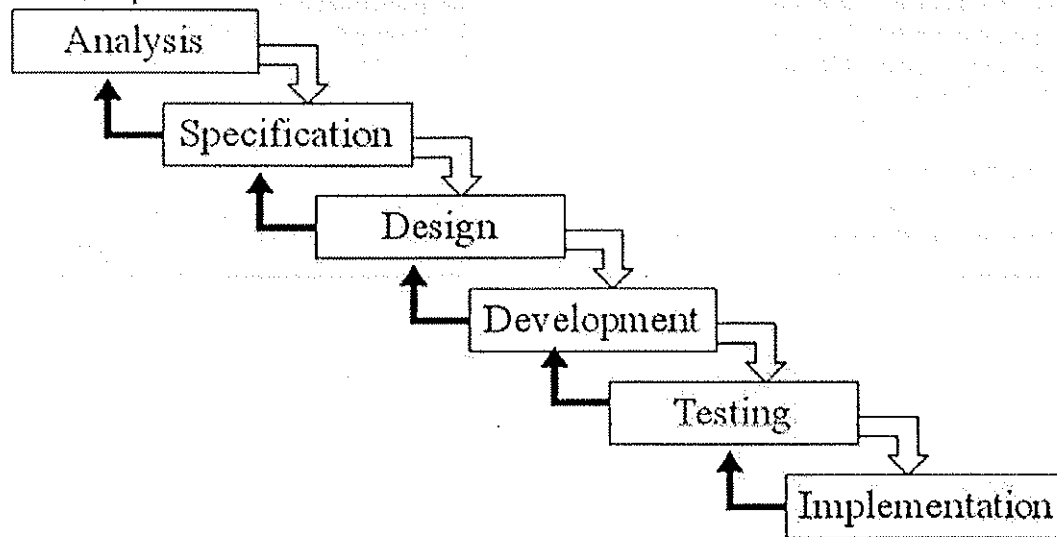 Analysis
Specification
Design
Development
Testing
Implementation